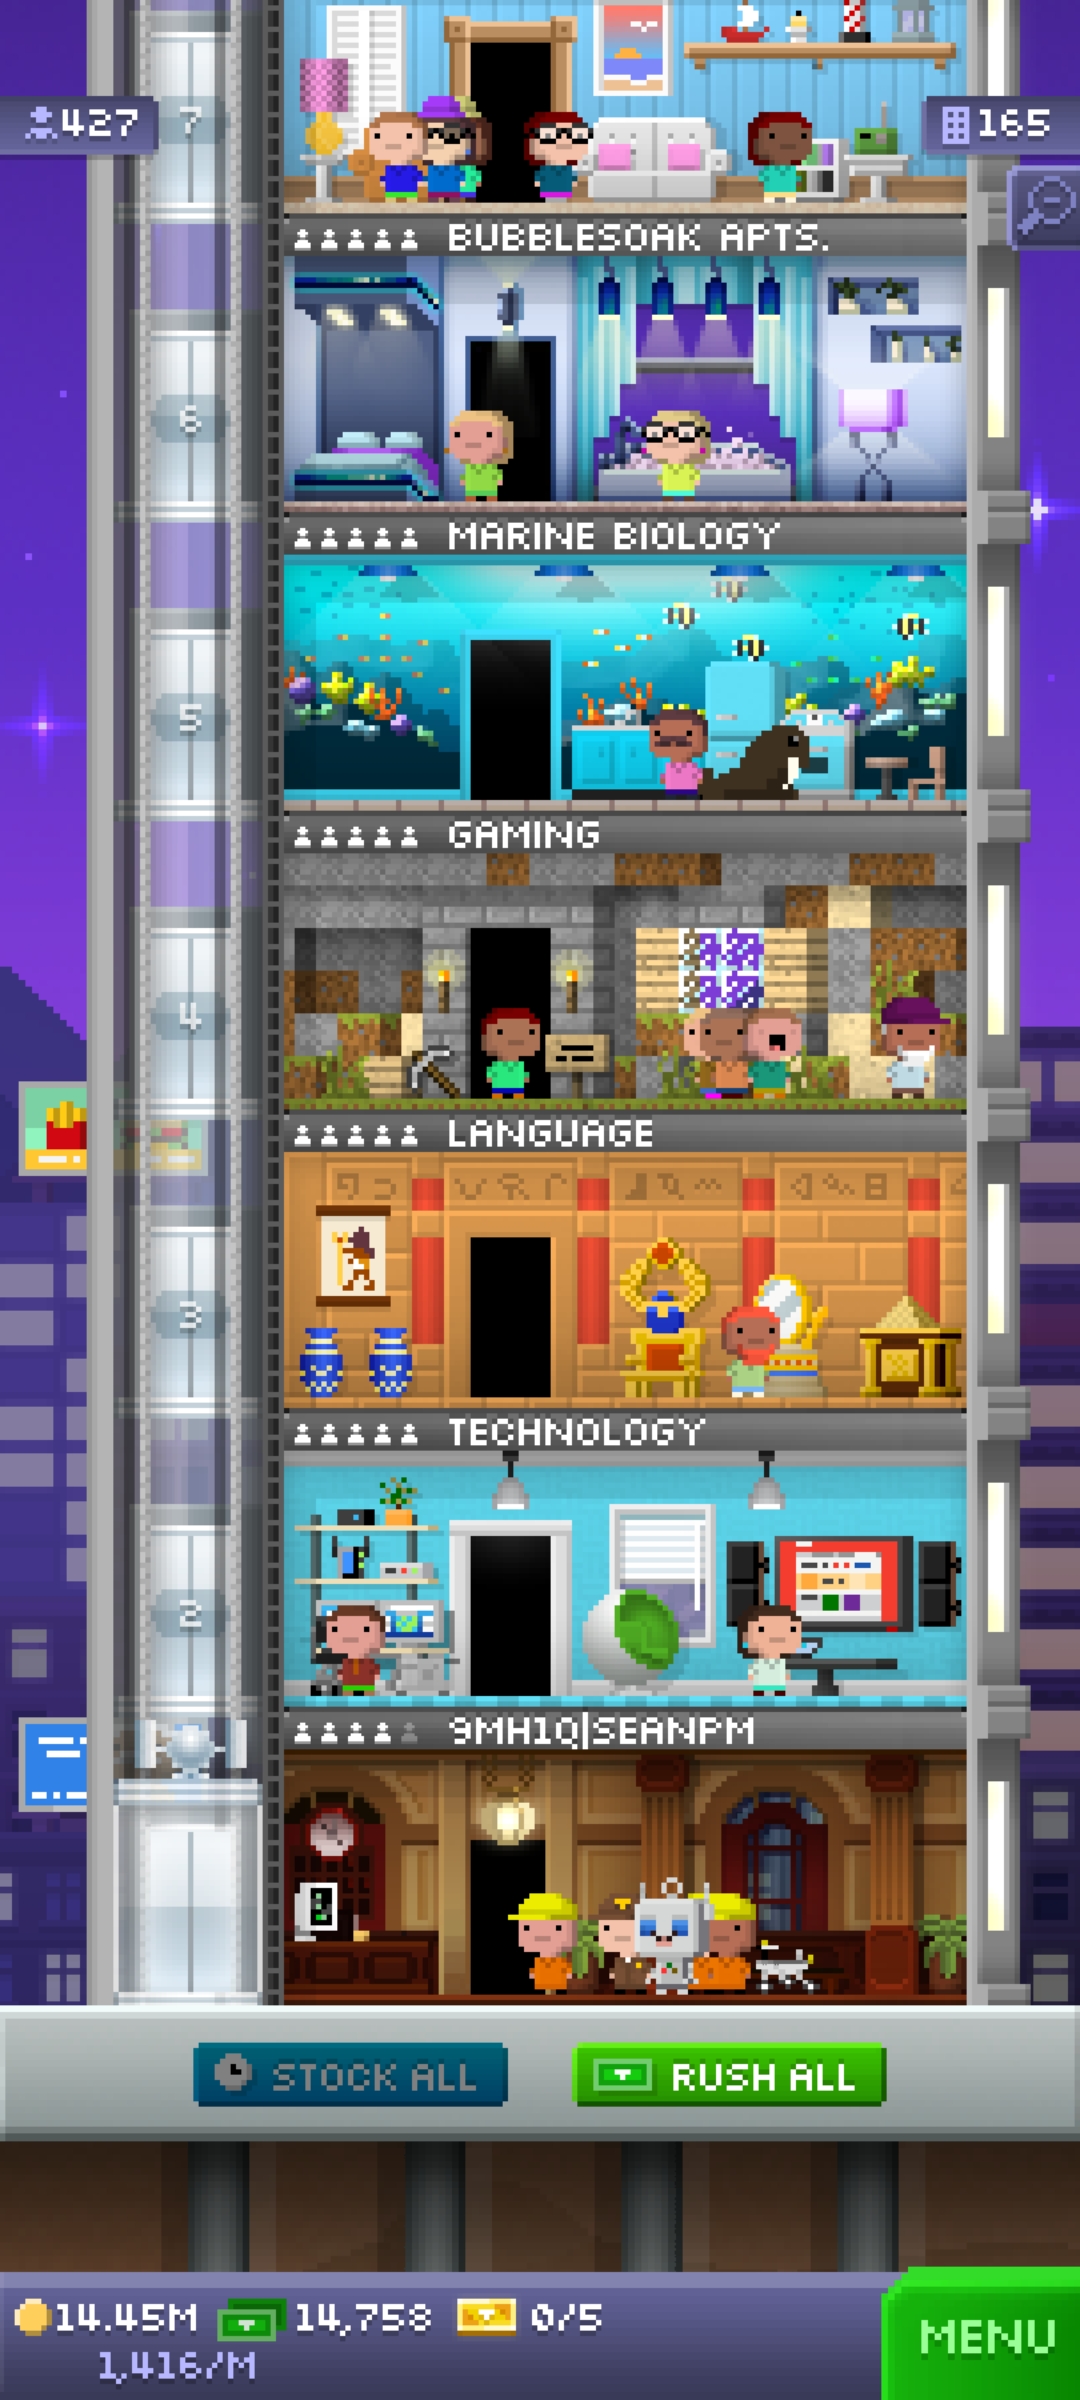 427
7
165
BUBBLESOAK APTS.
6
MARINE BIOLOGY
5
GAMING
4
LANGUAGE
3
TECHNOLOGY
2
9MH1Q|SEANPM
STOCK ALL
RUSH ALL
14.45M
14,758
0/5
1,416/M
MENU